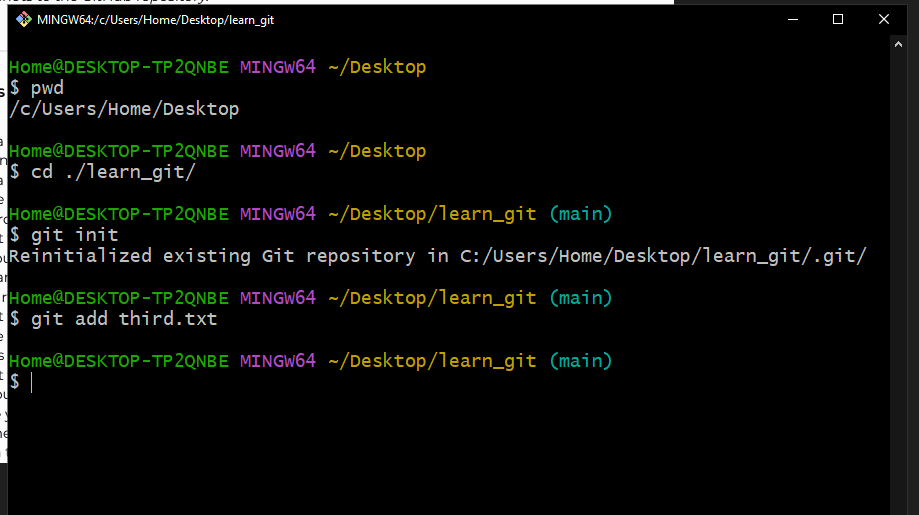 GitHub repository.
MINGW64:/c/Users/Home/Desktop/learn_git
Home@DESKTOP-TP2QNBE MINGW64 ~/Desktop
$ pwd
/c/Users/Home/Desktop
Home@DESKTOP-TP2QNBE MINGW64 ~/Desktop
$ cd ./learn_git/
Home@DESKTOP-TP2QNBE MINGW64 ~/Desktop/learn_git (main)
$ git init
Reinitialized existing Git repository in C:/Users/Home/Desktop/learn_git/.git/
Home@DESKTOP-TP2QNBE MINGW64 ~/Desktop/learn_git (main)
$ git add third.txt
Home@DESKTOP-TP2QNBE MINGW64 ~/Desktop/learn_git (main)
$